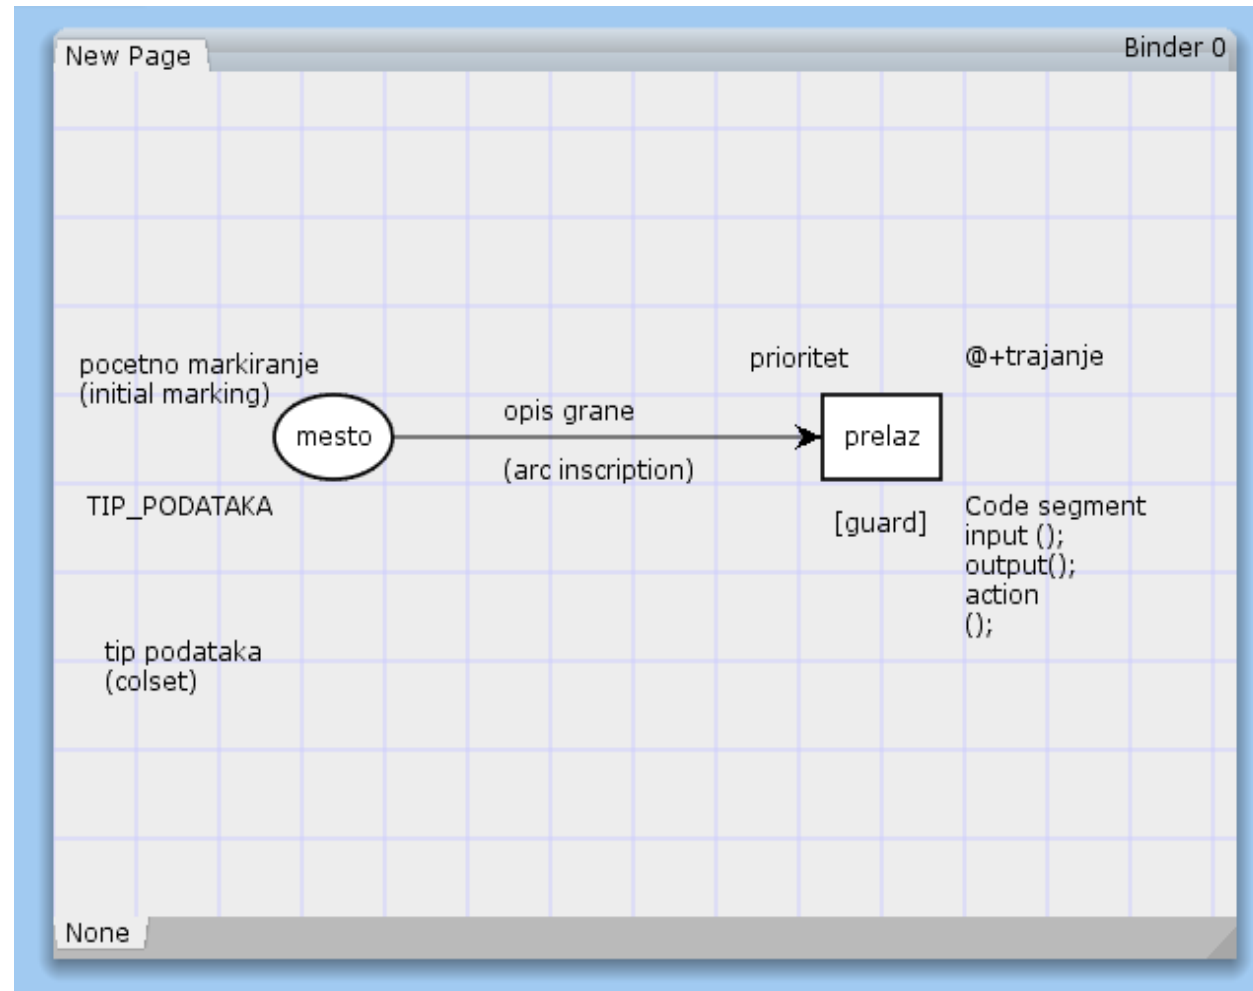 New Page
Binder 0
pocetno markiranje
(initial marking)
prioritet
@+trajanje
mesto
opis grane
(arc inscription)
prelaz
TIP_PODATAKA
[guard]
Code segment
input ();
output();
action
();
tip podataka
(colset)
None